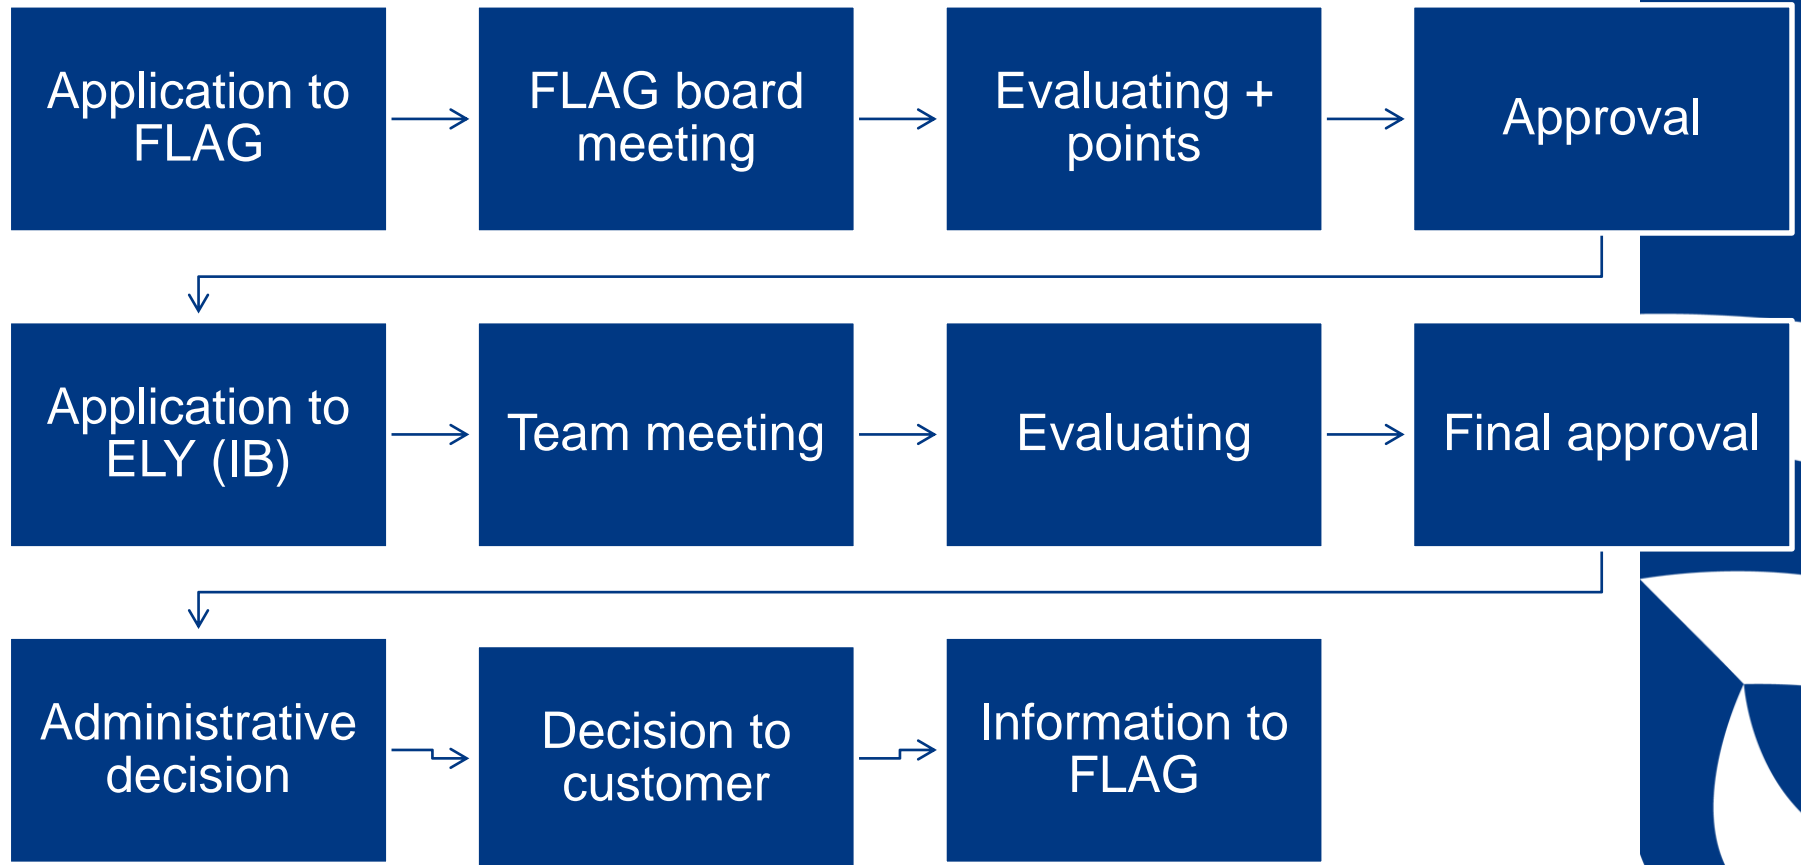 Application to
FLAG
FLAG board
meeting
Evaluating +
points
Approval
Application to
ELY (IB)
Team meeting
Evaluating
Final approval
Administrative
decision
Decision to
customer
Information to
FLAG